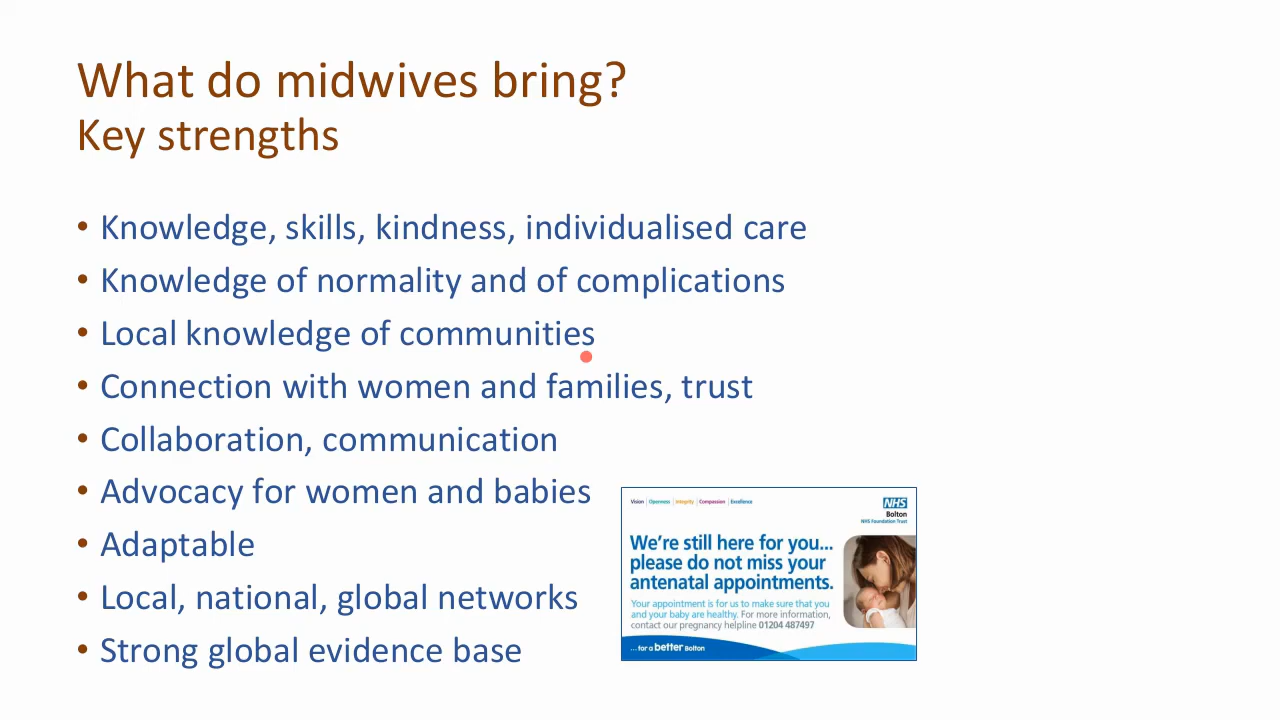 What do midwives bring?
Key strengths
• Knowledge, skills, kindness, individualised care
• Knowledge of normality and of complications
• Local knowledge of communities
• Connection with women and families, trust
• Collaboration, communication
• Advocacy for women and babies
• Adaptable
• Local, national, global networks
• Strong global evidence base
Vision | Openness | Integrity | Compassion | Excellence
NHS
Bolton
NHS Foundation Trust
We're still here for you...
please do not miss your
antenatal appointments.
Your appointment is for us to make sure that you
and your baby are healthy. For more information,
contact our pregnancy helpline 01204 487497
...for a better Bolton